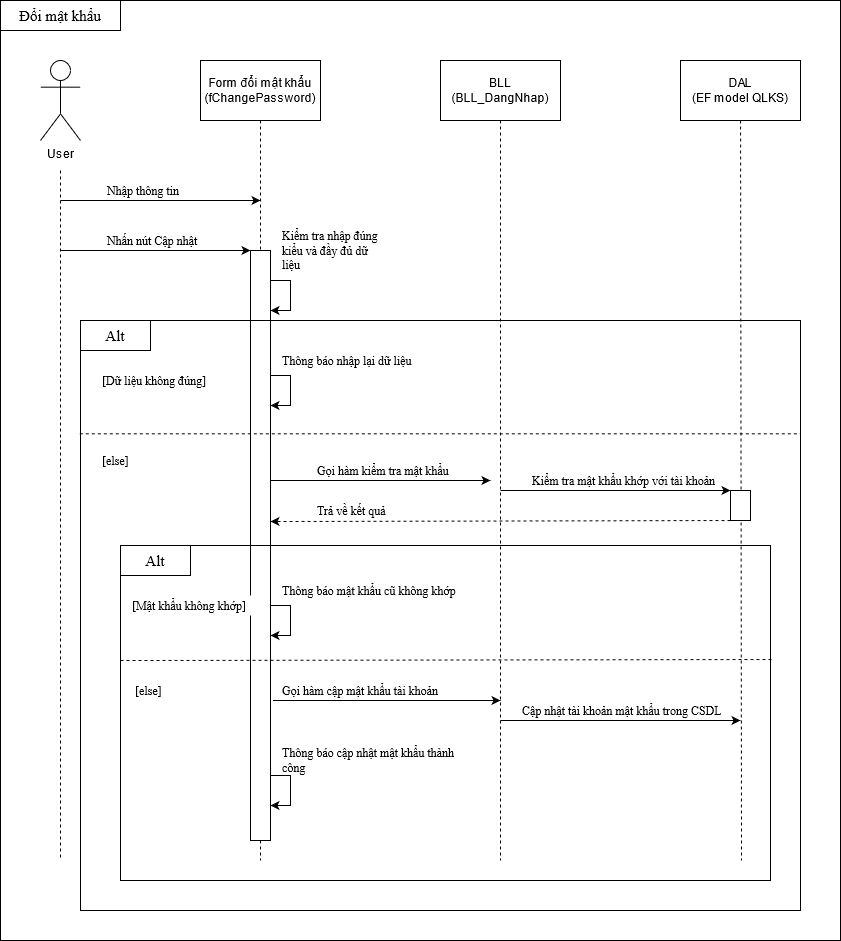 Đổi mật khẩu
Form đổi mật khẩu
(fChangePassword)
BLL
(BLL_DangNhap)
DAL
(EF model QLKS)
User
Nhập thông tin
Nhấn nút Cập nhật
Kiểm tra nhập đúng
kiểu và đầy đủ dữ
liệu
Alt
Thông báo nhập lại dữ liệu
[Dữ liệu không đúng]
[else]
Gọi hàm kiểm tra mật khẩu
Kiểm tra mật khẩu khớp với tài khoản
Trả về kết quả
Alt
Thông báo mật khẩu cũ không khớp
[Mật khẩu không khớp]
[else]
Gọi hàm cập mật khẩu tài khoản
Cập nhật tài khoản mật khẩu trong CSDL
Thông báo cập nhật mật khẩu thành
công